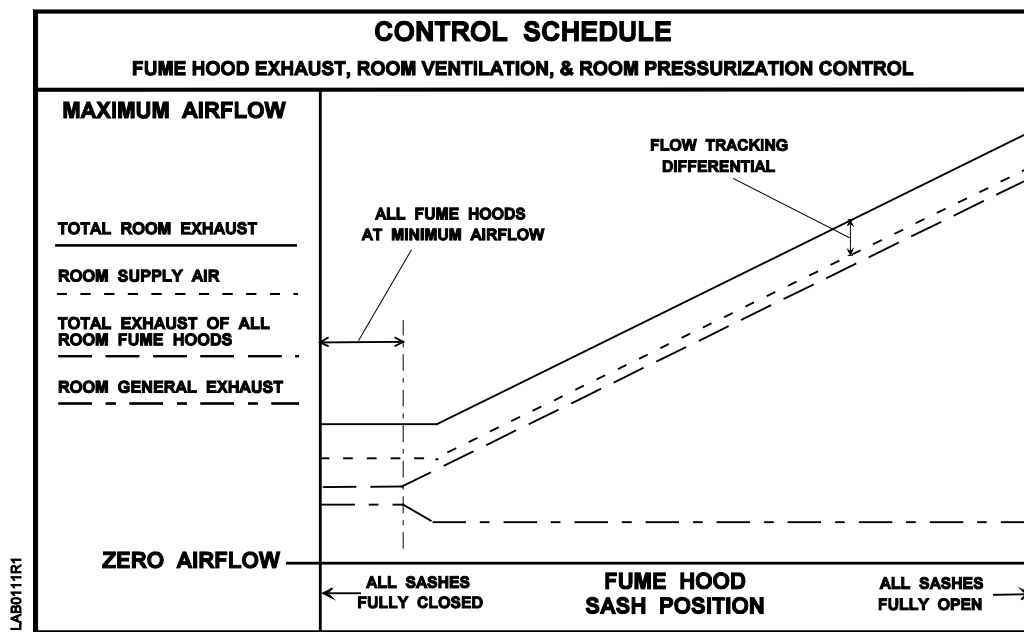 CONTROL SCHEDULE
FUME HOOD EXHAUST, ROOM VENTILATION, & ROOM PRESSURIZATION CONTROL
MAXIMUM AIRFLOW
FLOW TRACKING
DIFFERENTIAL
ALL FUME HOODS
AT MINIMUM AIRFLOW
TOTAL ROOM EXHAUST
ROOM SUPPLY AIR
TOTAL EXHAUST OF ALL
ROOM FUME HOODS
ROOM GENERAL EXHAUST
ZERO AIRFLOW
ALL SASHES
FULLY CLOSED
FUME HOOD
SASH POSITION
ALL SASHES
FULLY OPEN
LAB0111R1